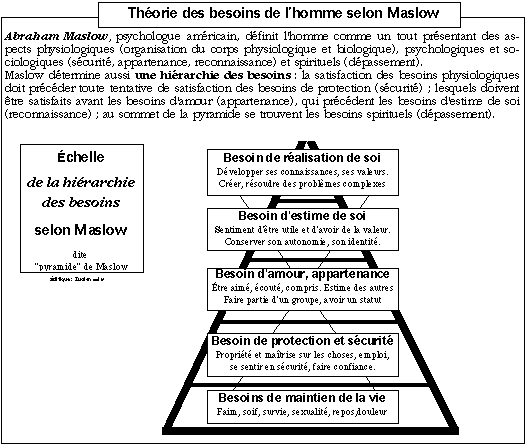 Théorie des besoins de l'homme selon Maslow
Abraham Maslow, psychologue américain, définit l'homme comme un tout présentant des as-
pects physiologiques (organisation du corps physiologique et biologique), psychologiques et so-
ciologiques (sécurité, appartenance, reconnaissance) et spirituels (dépassement).
Maslow détermine aussi une hiérarchie des besoins : la satisfaction des besoins physiologiques
doit précéder toute tentative de satisfaction des besoins de protection (sécurité) ; lesquels doivent
être satisfaits avant les besoins d'amour (appartenance), qui précédent les besoins d'estime de soi
(reconnaissance) ; au sommet de la pyramide se trouvent les besoins spirituels (dépassement).
Échelle
de la hiérarchie
des besoins
selon Maslow
dite
"pyramide" de Maslow
Besoin de réalisation de soi
Développer ses connaissances, ses valeurs.
Créer, résoudre des problèmes complexes
Besoin d'estime de soi
Sentiment d'être utile et d'avoir de la valeur.
Conserver son autonomie, son identité.
Besoin d'amour, appartenance
Être aimé, écouté, compris. Estime des autres
Faire partie d'un groupe, avoir un statut
Besoin de protection et sécurité
Propriété et maîtrise sur les choses, emploi,
se sentir en sécurité, faire confiance.
Besoins de maintien de la vie
Faim, soif, survie, sexualité, repos,douleur